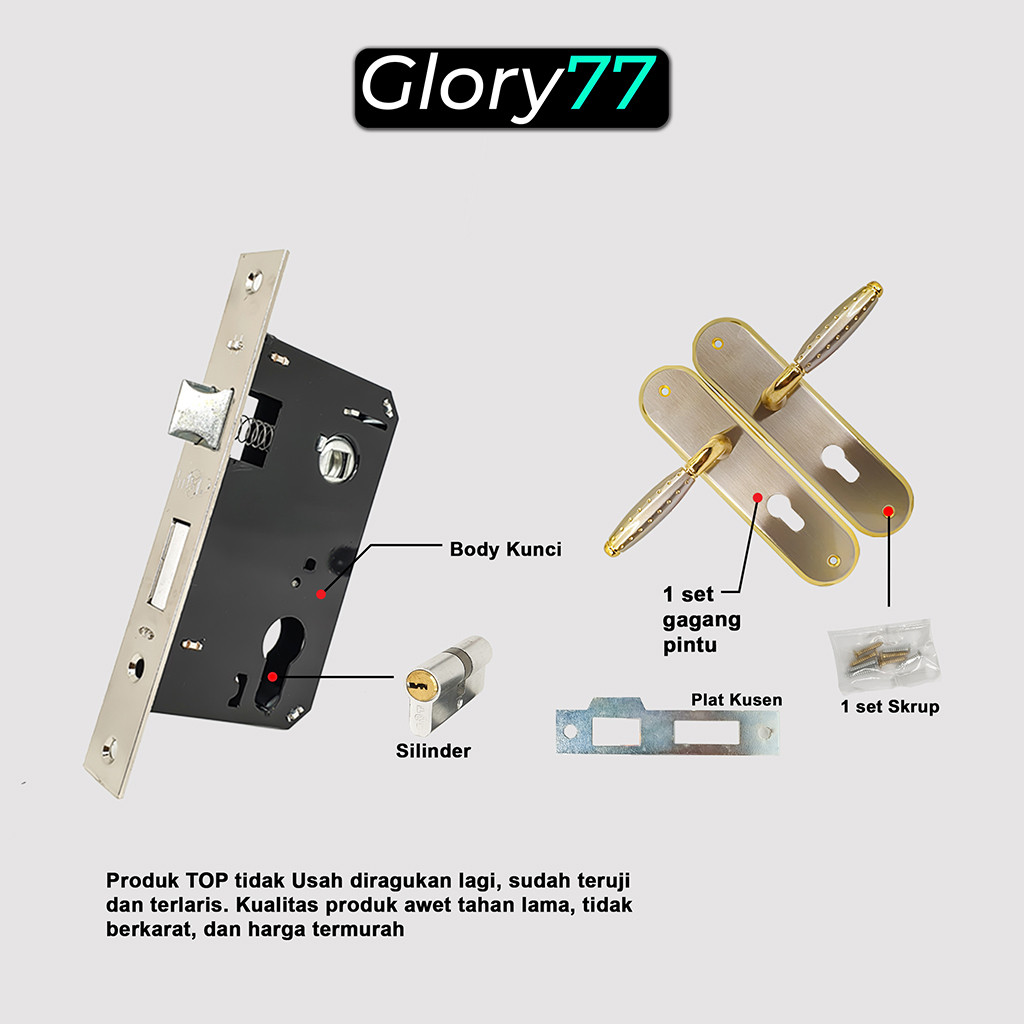 Glory77
Body Kunci
1 set
gagang
pintu
Silinder
Plat Kusen
1 set Skrup
Produk TOP tidak Usah diragukan lagi, sudah teruji
dan terlaris. Kualitas produk awet tahan lama, tidak
berkarat, dan harga termurah